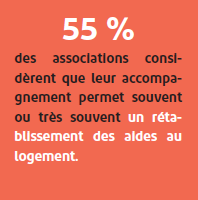 55 %
des associations consi-
dèrent que leur accompa-
gnement permet souvent
ou très souvent un réta-
blissement des aides au
logement.